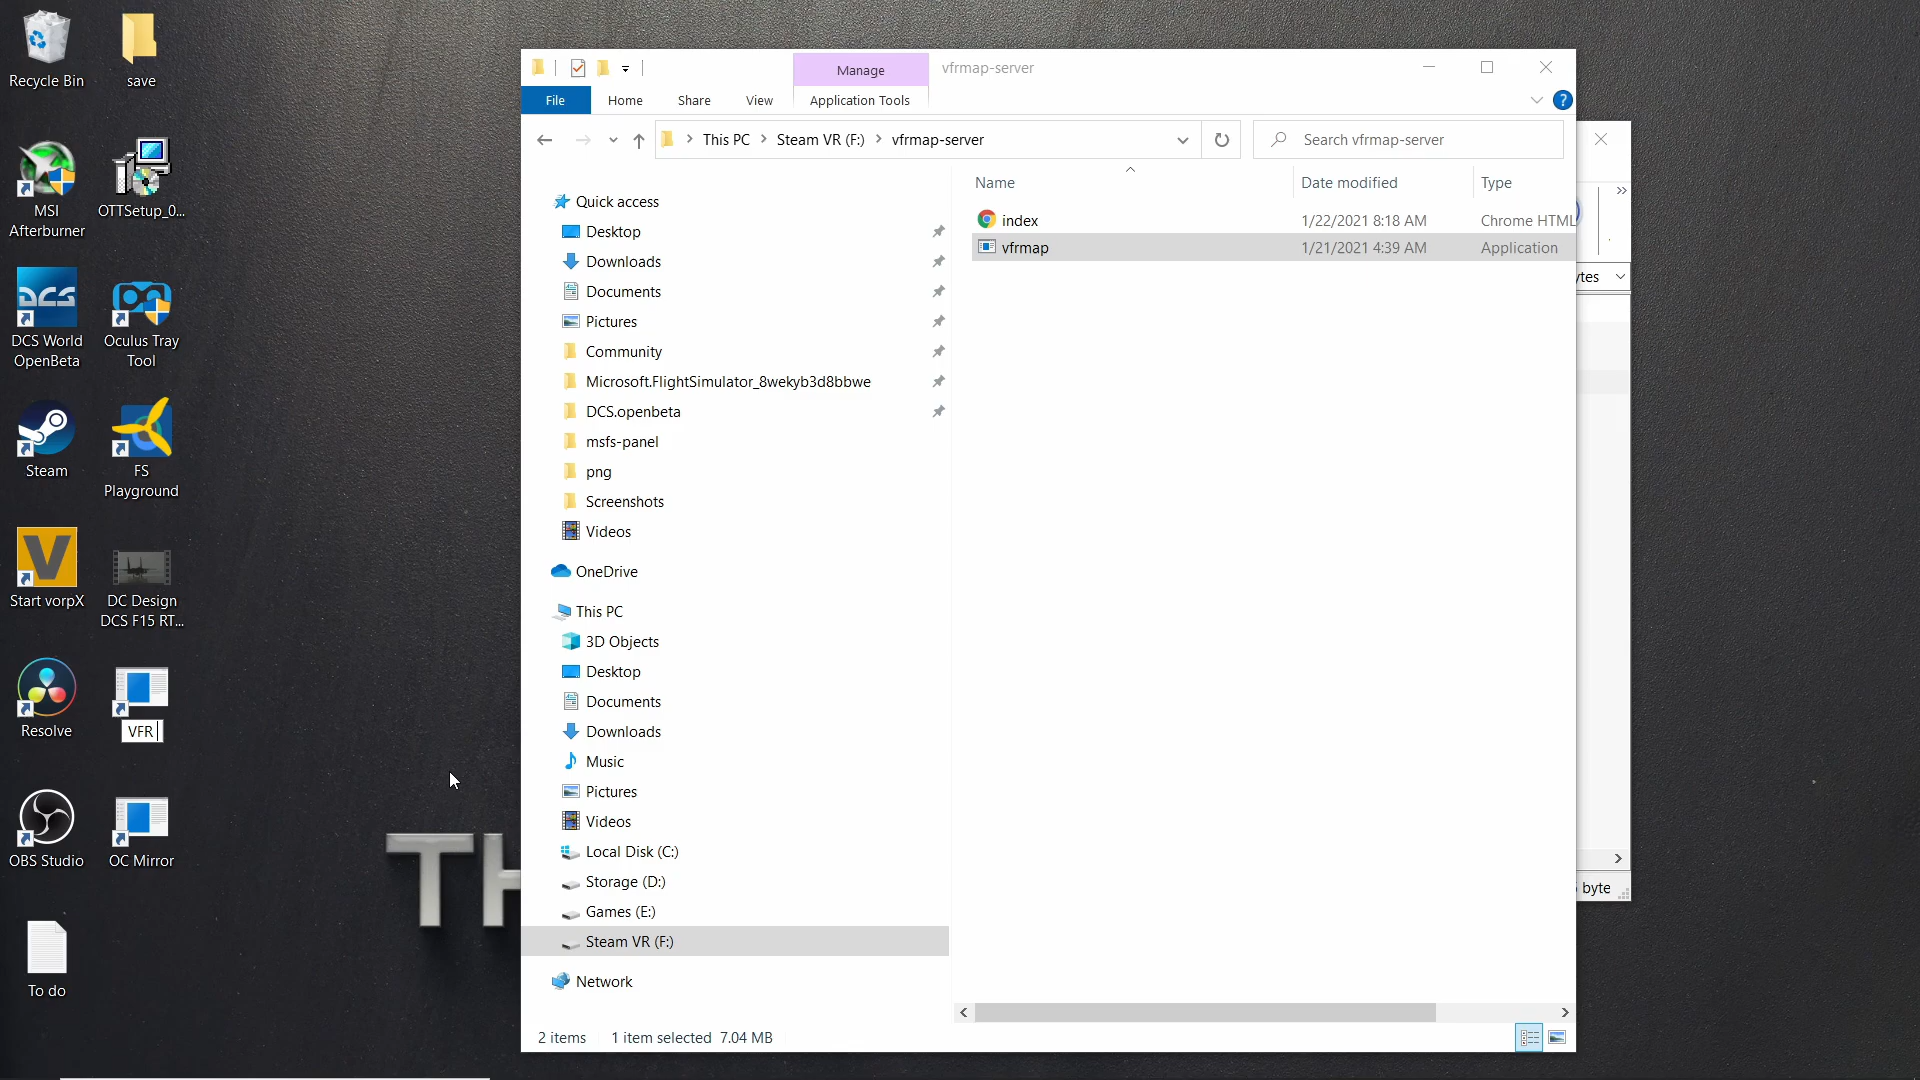 Recycle Bin
save
MSI
Afterburner
OTTSetup_0...
DCS
DCS World
OpenBeta
Oculus Tray
Tool
Steam
FS
Playground
Start vorpX
DC Design
DCS F15 RT...
Resolve
VFR
OBS Studio
OC Mirror
To do
TH
Manage
vfrmap-server
File
Home
Share
View
Application Tools
?
This PC
Steam VR (F:)
vfrmap-server
Search vfrmap-server
Quick access
Desktop
Downloads
Documents
Pictures
Community
Microsoft.FlightSimulator_8wekyb3d8bbwe
DCS.openbeta
msfs-panel
png
Screenshots
Videos
OneDrive
This PC
3D Objects
Desktop
Documents
Downloads
Music
Pictures
Videos
Local Disk (C:)
Storage (D:)
Games (E:)
Steam VR (F:)
Network
Name
Date modified
Type
index
1/22/2021 8:18 AM
Chrome HTML
vfrmap
1/21/2021 4:39 AM
Application
2 items
1 item selected 7.04 MB
ytes
byte